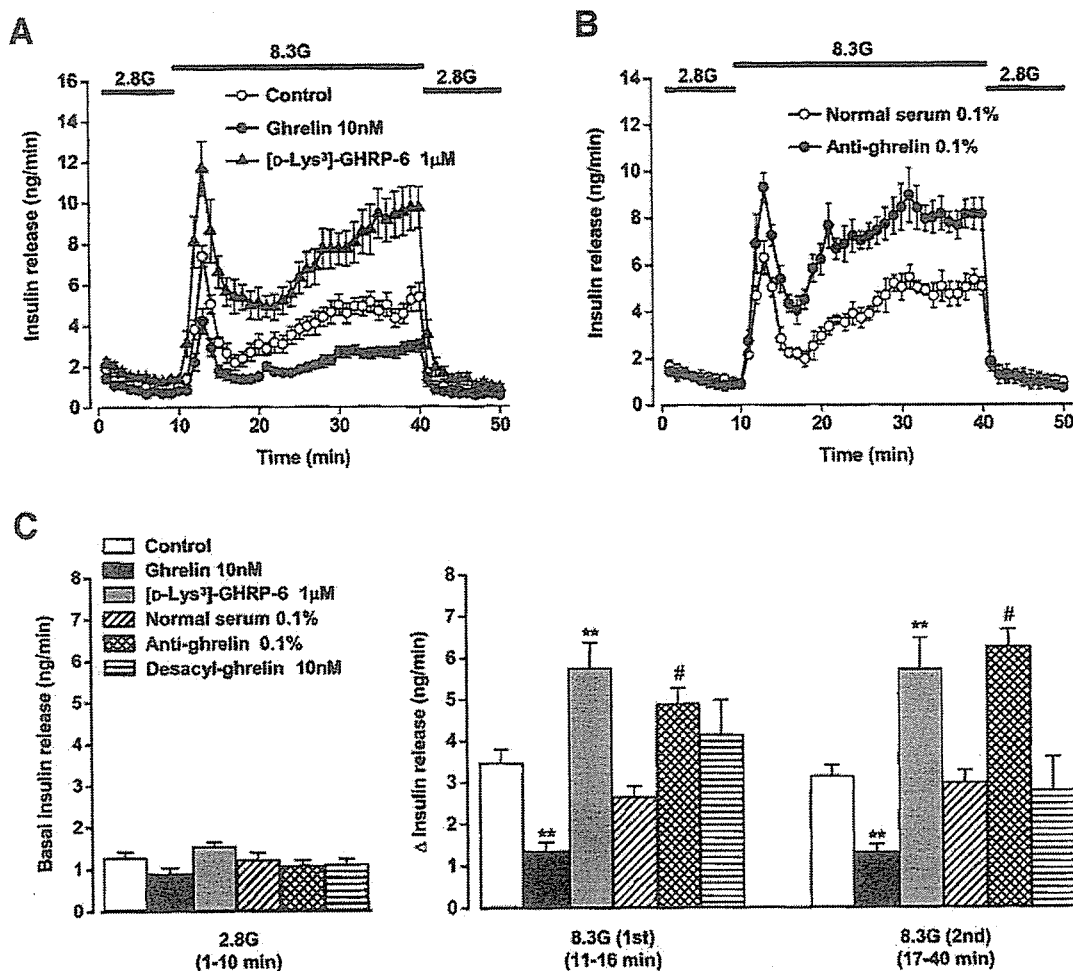 A
8.3G
2.8G
2.8G
Control
Ghrelin 10nM
[D-Lys³]-GHRP-6 1μM
Insulin release (ng/min)
16
14
12
10
8
6
4
2
0
0 10 20 30 40 50
Time (min)
B
8.3G
2.8G
2.8G
Normal serum 0.1%
Anti-ghrelin 0.1%
Insulin release (ng/min)
14
12
10
8
6
4
2
0
0 10 20 30 40 50
Time (min)
C
Control
Ghrelin 10nM
[D-Lys³]-GHRP-6 1μM
Normal serum 0.1%
Anti-ghrelin 0.1%
Desacyl-ghrelin 10nM
Basal Insulin release (ng/min)
8
7
6
5
4
3
2
1
0
2.8G
(1-10 min)
Δ Insulin release (ng/min)
8
7
6
5
4
3
2
1
0
**
**
#
**
**
#
8.3G (1st)
(11-16 min)
8.3G (2nd)
(17-40 min)